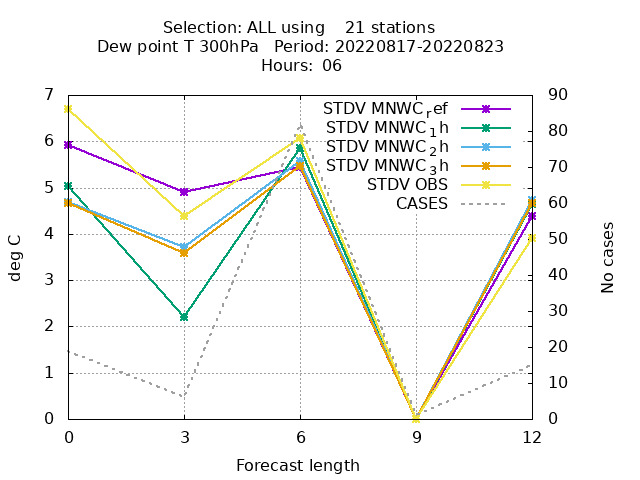 Selection: ALL using    21 stations
Dew point T 300hPa   Period: 20220817-20220823
Hours: 06
7
6
5
4
3
2
1
0
deg C
90
80
70
60
50
40
30
20
10
0
No cases
STDV MNWC_ref
STDV MNWC_1h
STDV MNWC_2h
STDV MNWC_3h
STDV OBS
CASES
0 3 6 9 12
Forecast length